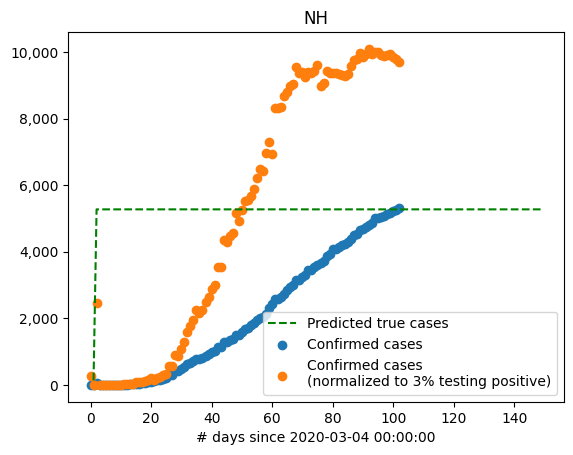 NH
10,000
8,000
6,000
4,000
2,000
0
Predicted true cases
Confirmed cases
Confirmed cases
(normalized to 3% testing positive)
0 20 40 60 80 100 120 140
# days since 2020-03-04 00:00:00